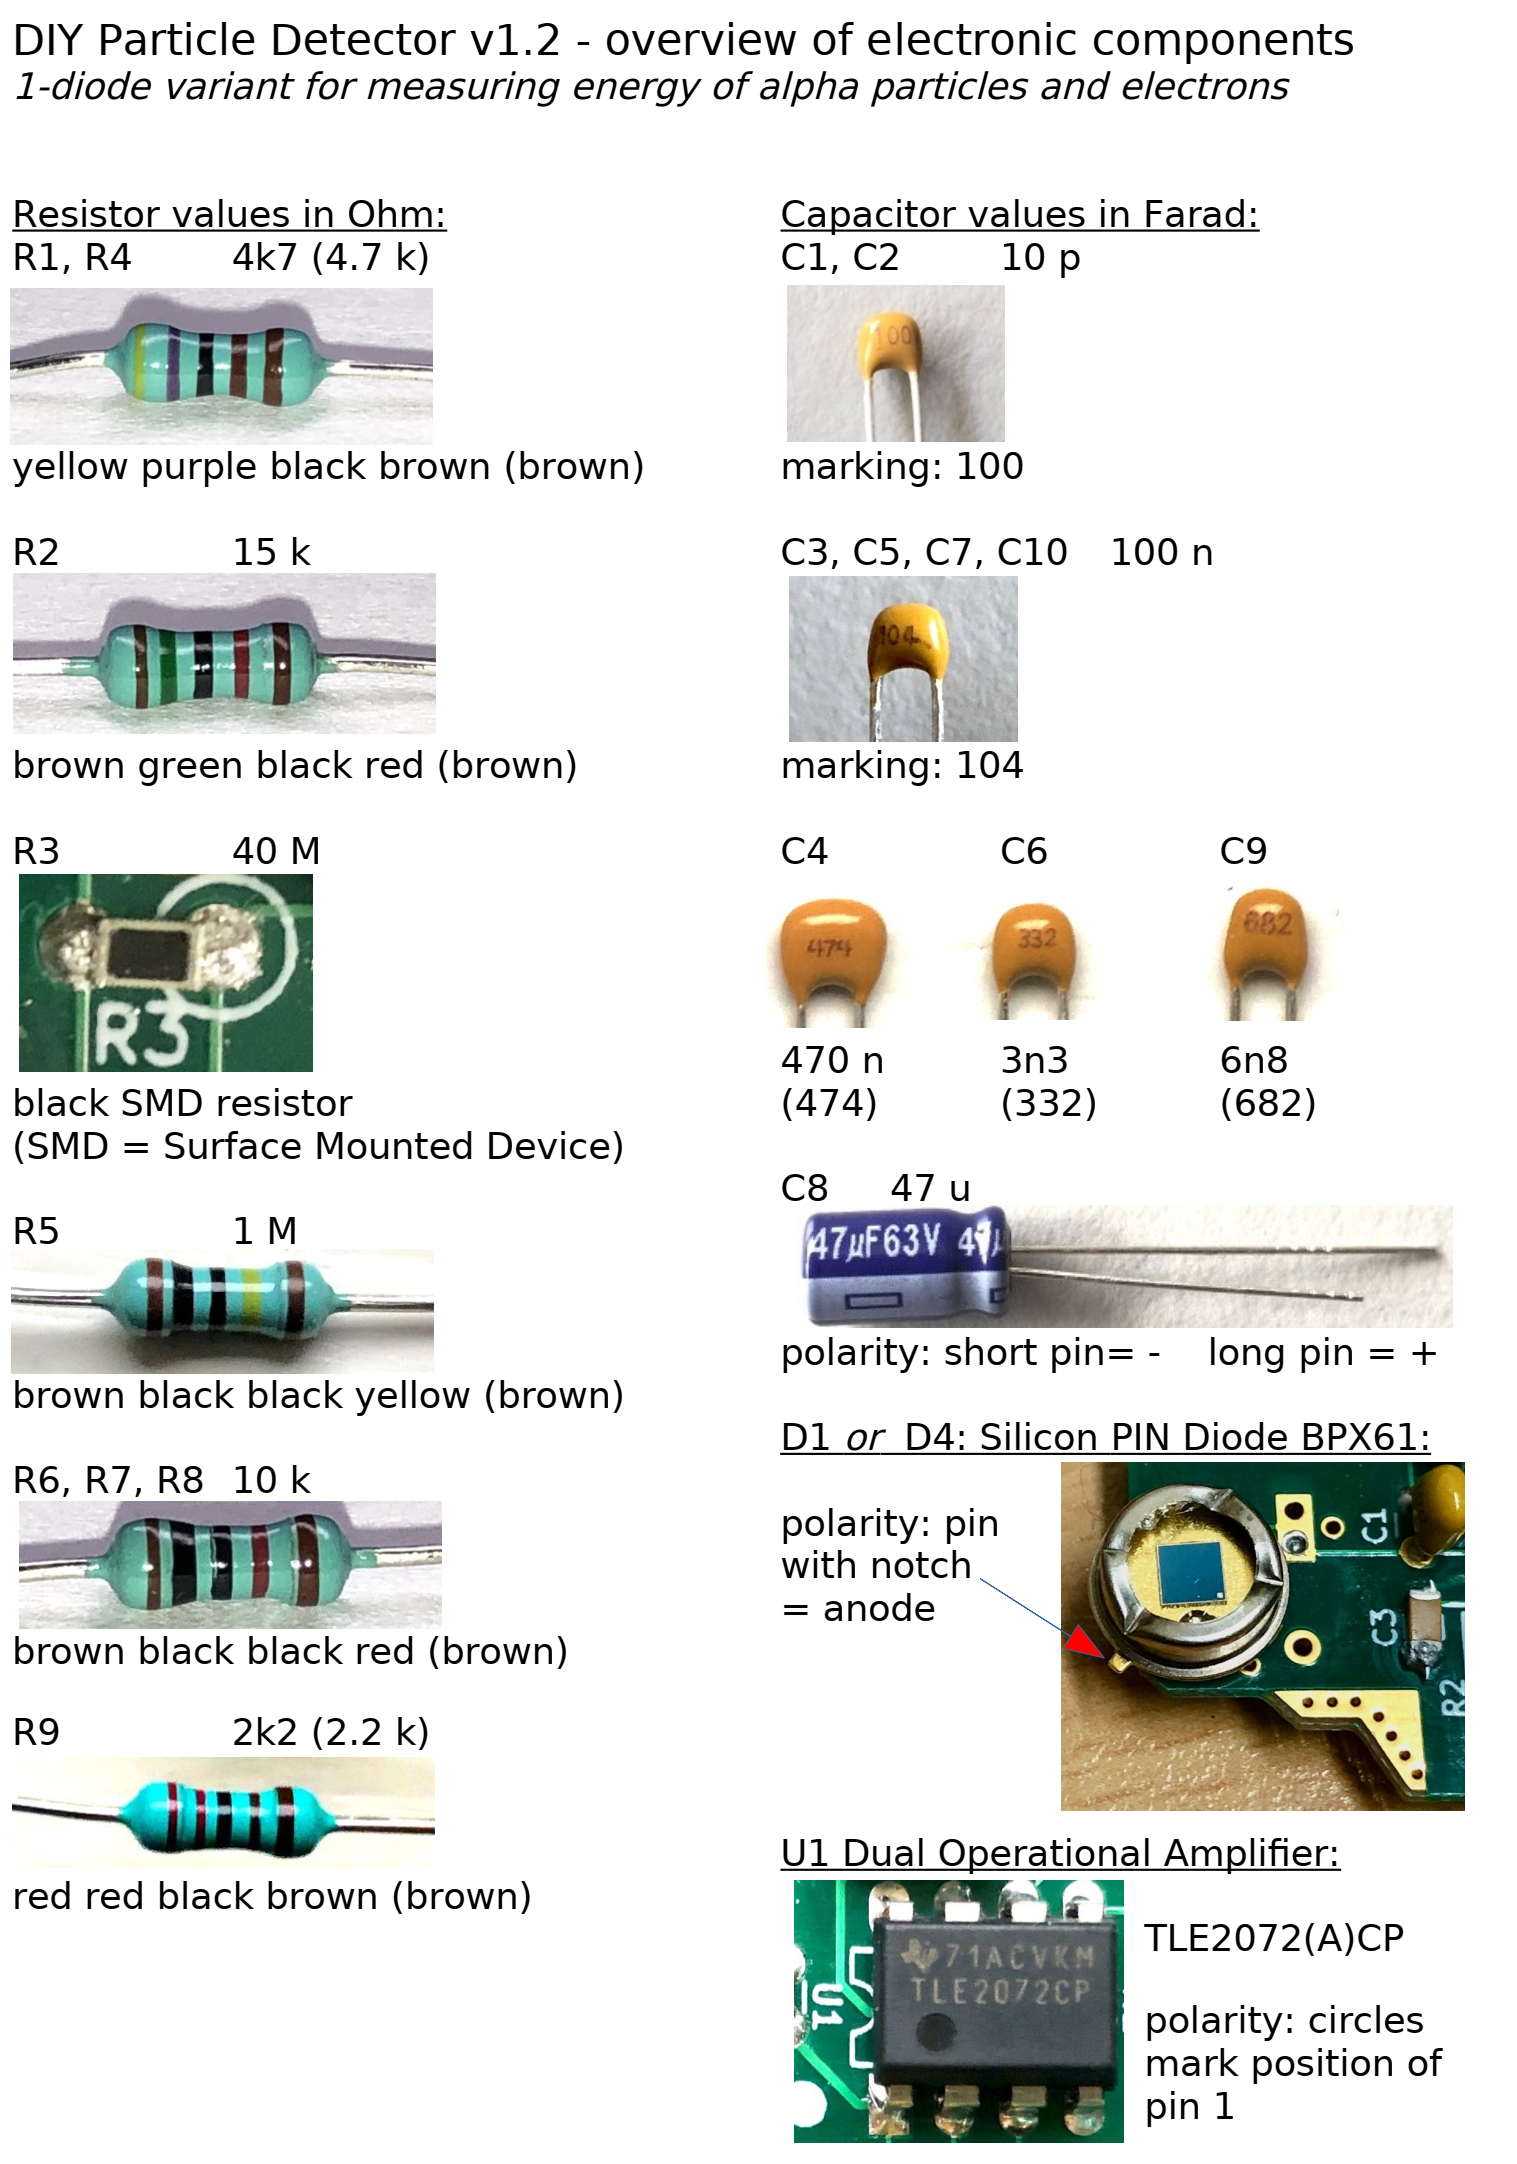 DIY Particle Detector v1.2 - overview of electronic components
1-diode variant for measuring energy of alpha particles and electrons
Resistor values in Ohm:
R1, R4 4k7 (4.7 k)
yellow purple black brown (brown)
R2 15 k
brown green black red (brown)
R3 40 M
R3
black SMD resistor
(SMD = Surface Mounted Device)
R5 1 M
brown black black yellow (brown)
R6, R7, R8 10 k
brown black black red (brown)
R9 2k2 (2.2 k)
red red black brown (brown)
Capacitor values in Farad:
C1, C2 10 p
100
marking: 100
C3, C5, C7, C10 100 n
104
marking: 104
C4 C6 C9
474 332 682
470 n 3n3 6n8
(474) (332) (682)
C8 47 u
47µF63V 47µ
polarity: short pin= - long pin = +
D1 or D4: Silicon PIN Diode BPX61:
polarity: pin
with notch
= anode
C1
C3
R2
U1 Dual Operational Amplifier:
71ACVKM
TLE2072CP
U1
TLE2072(A)CP
polarity: circles
mark position of
pin 1